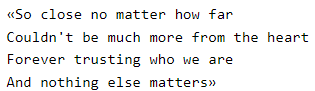 «So close no matter how far
Couldn't be much more from the heart
Forever trusting who we are
And nothing else matters»